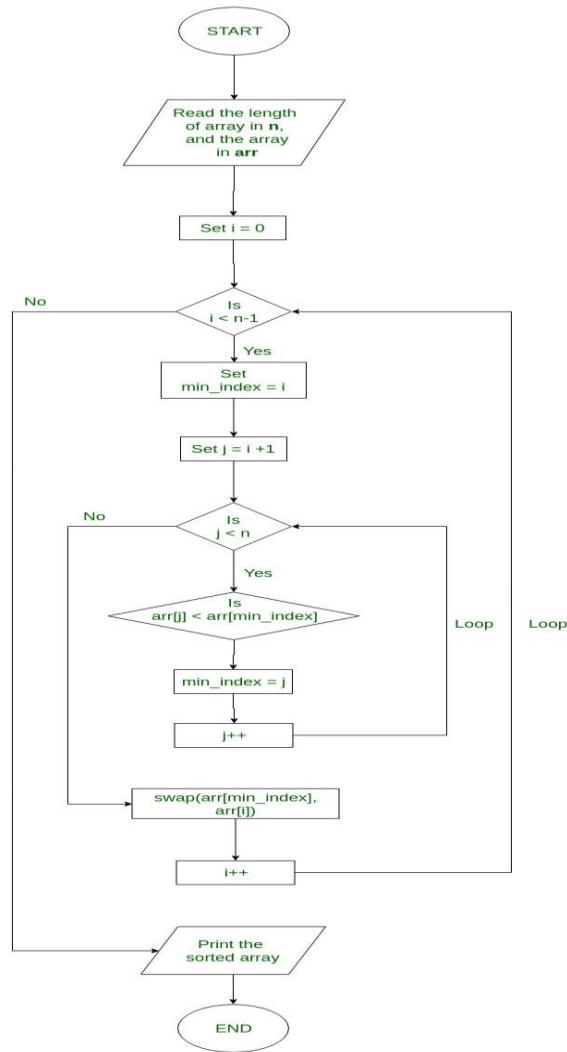 START
Read the length
of array in n,
and the array
in arr
Set i = 0
No
Is
i < n-1
Yes
Set
min_index = i
Set j = i +1
No
Is
j < n
Yes
Is
arr[j] < arr[min_index]
Loop
Loop
min_index = j
j++
swap(arr[min_index],
arr[i])
i++
Print the
sorted array
END